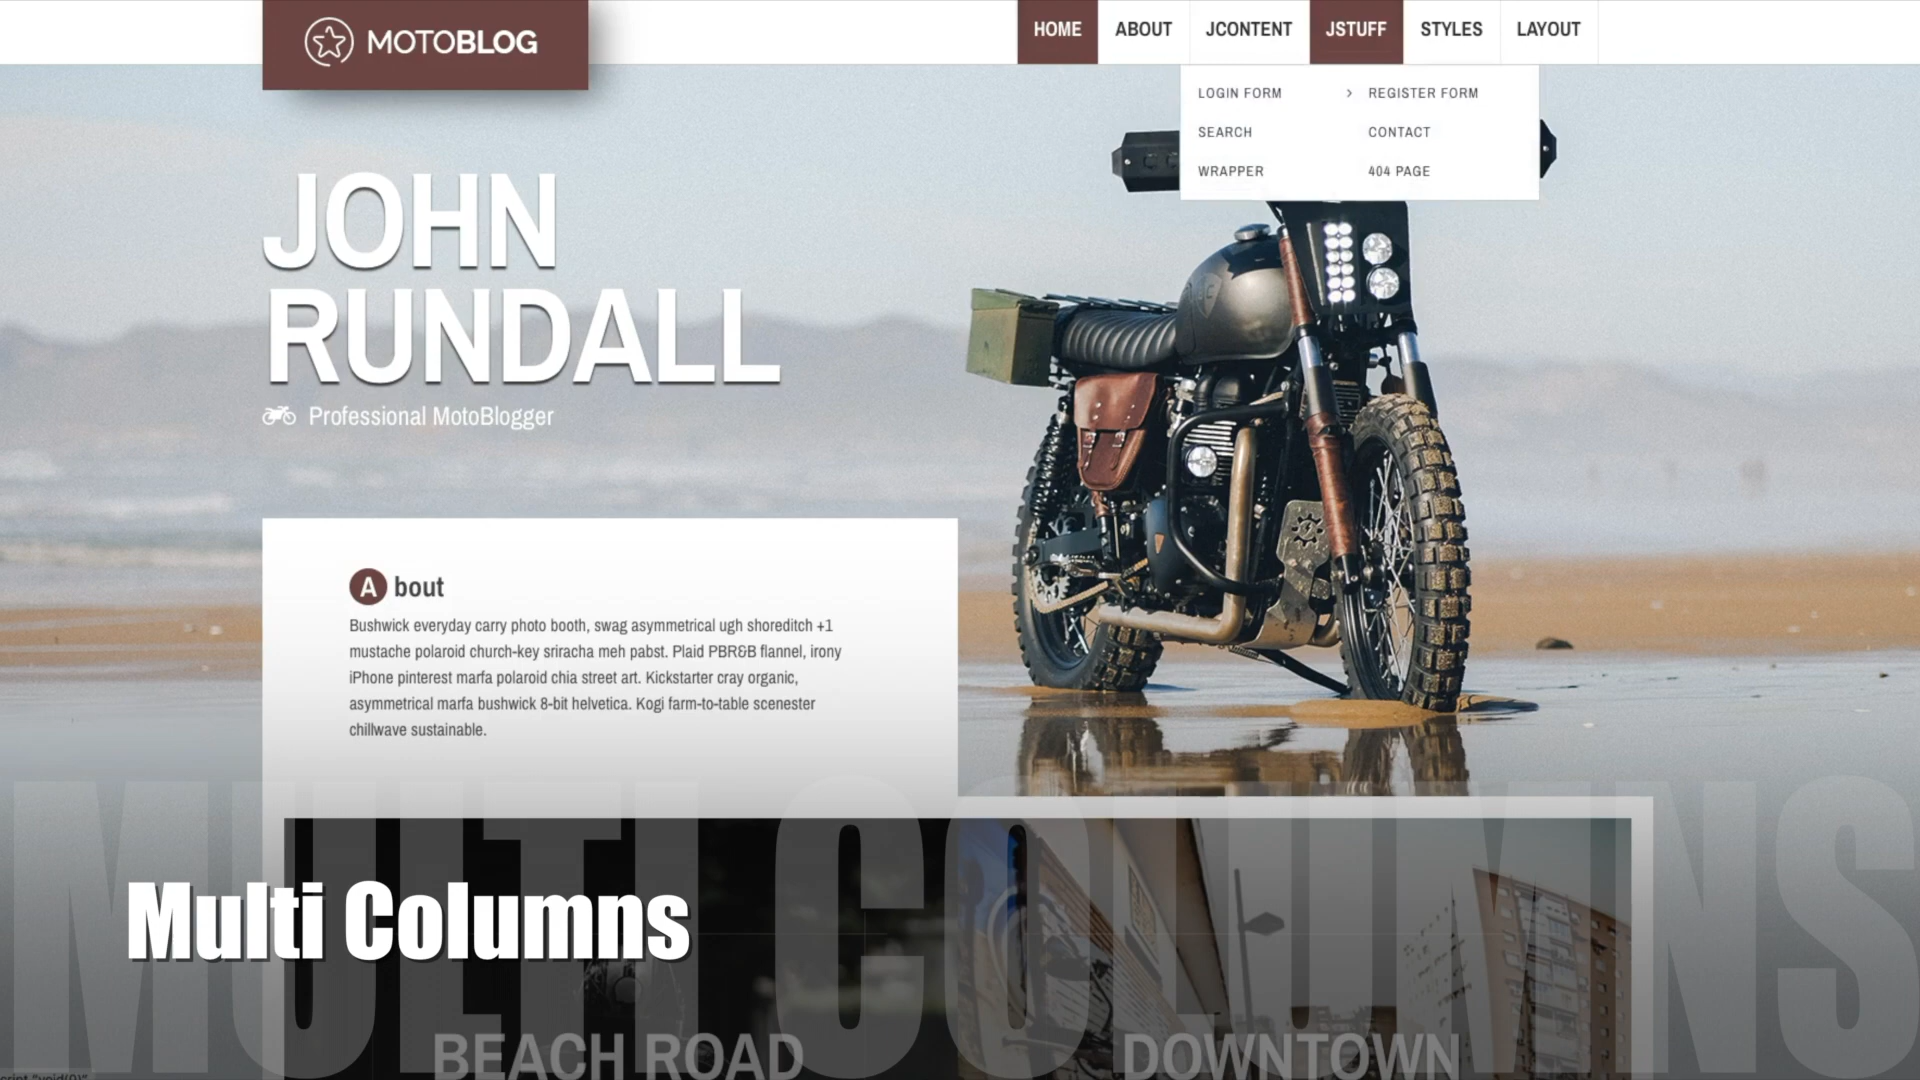 MOTOBLOG
HOME ABOUT JCONTENT JSTUFF STYLES LAYOUT
LOGIN FORM > REGISTER FORM
SEARCH CONTACT
WRAPPER 404 PAGE
JOHN
RUNDALL
Professional MotoBlogger
About
Bushwick everyday carry photo booth, swag asymmetrical ugh shoreditch +1
mustache polaroid church-key sriracha meh pabst. Plaid PBR&B flannel, irony
iPhone pinterest marfa polaroid chia street art. Kickstarter cray organic,
asymmetrical marfa bushwick 8-bit helvetica. Kogi farm-to-table scenester
chillwave sustainable.
MULTI COLUMNS
Multi Columns
BEACH ROAD DOWNTOWN